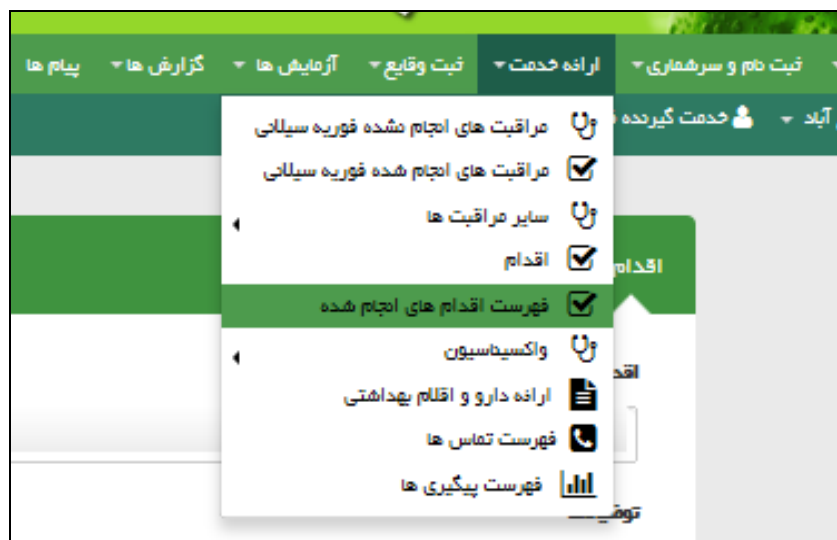 ثبت نام و سرشماری ارائه خدمت ثبت وقایع آزمایش ها گزارش ها پیام ها
آباد خدمت گیرنده
مراقبت های انجام نشده فوریه سیلانی
مراقبت های انجام شده فوریه سیلانی
سایر مراقبت ها
اقدام
اقدام
فهرست اقدام های انجام شده
واکسیناسیون
ارائه دارو و اقلام بهداشتی
فهرست تماس ها
فهرست پیگیری ها